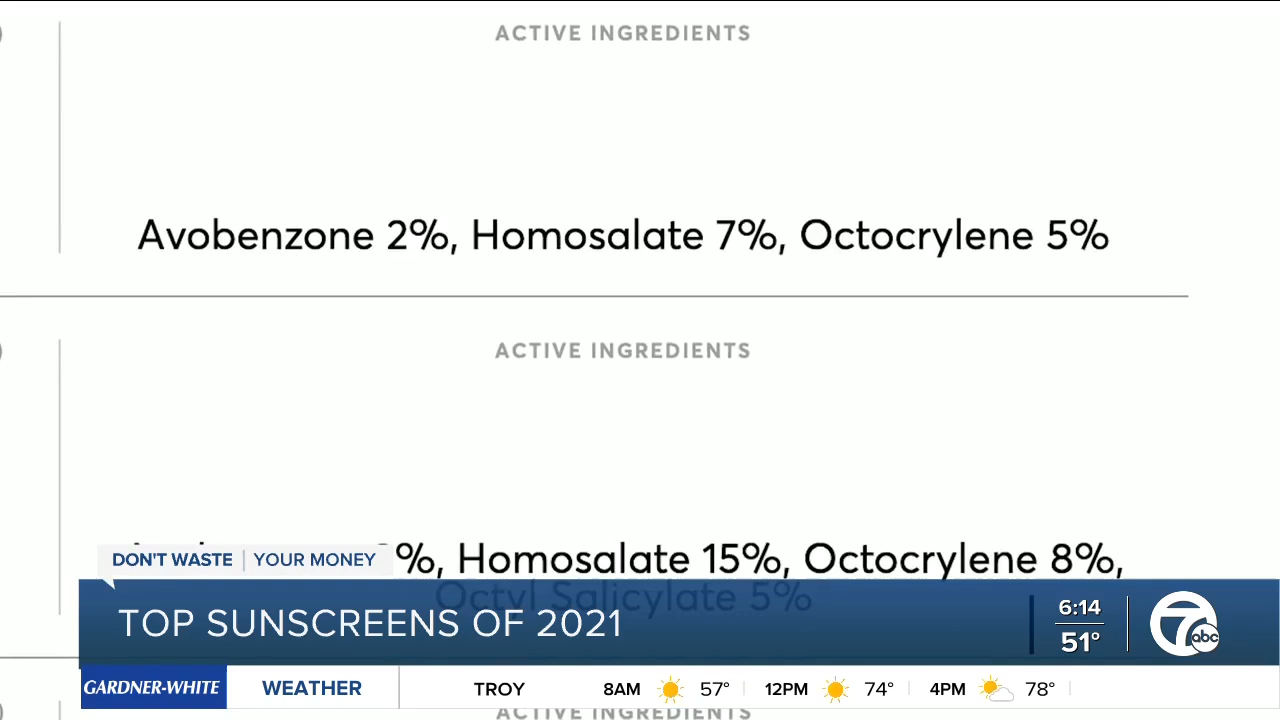 ACTIVE INGREDIENTS
Avobenzone 2%, Homosalate 7%, Octocrylene 5%
ACTIVE INGREDIENTS
%, Homosalate 15%, Octocrylene 8%,
Octyl Salicylate 5%
DON'T WASTE YOUR MONEY
TOP SUNSCREENS OF 2021
6:14
51°
7 abc
GARDNER-WHITE WEATHER TROY 8AM 57° 12PM 74° 4PM 78°
ACTIVE INGREDIENTS